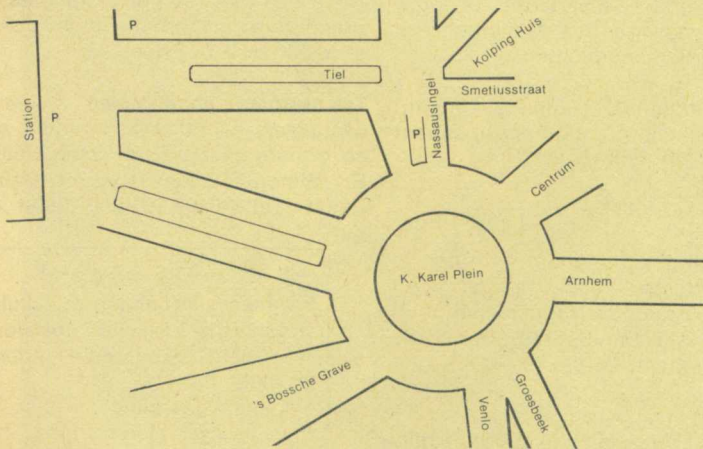 P
Kolping Huis
Tiel
Smetiusstraat
Station
P
P
Nassausingel
Centrum
K. Karel Plein
Arnhem
's Bossche Grave
Venlo
Groesbeek